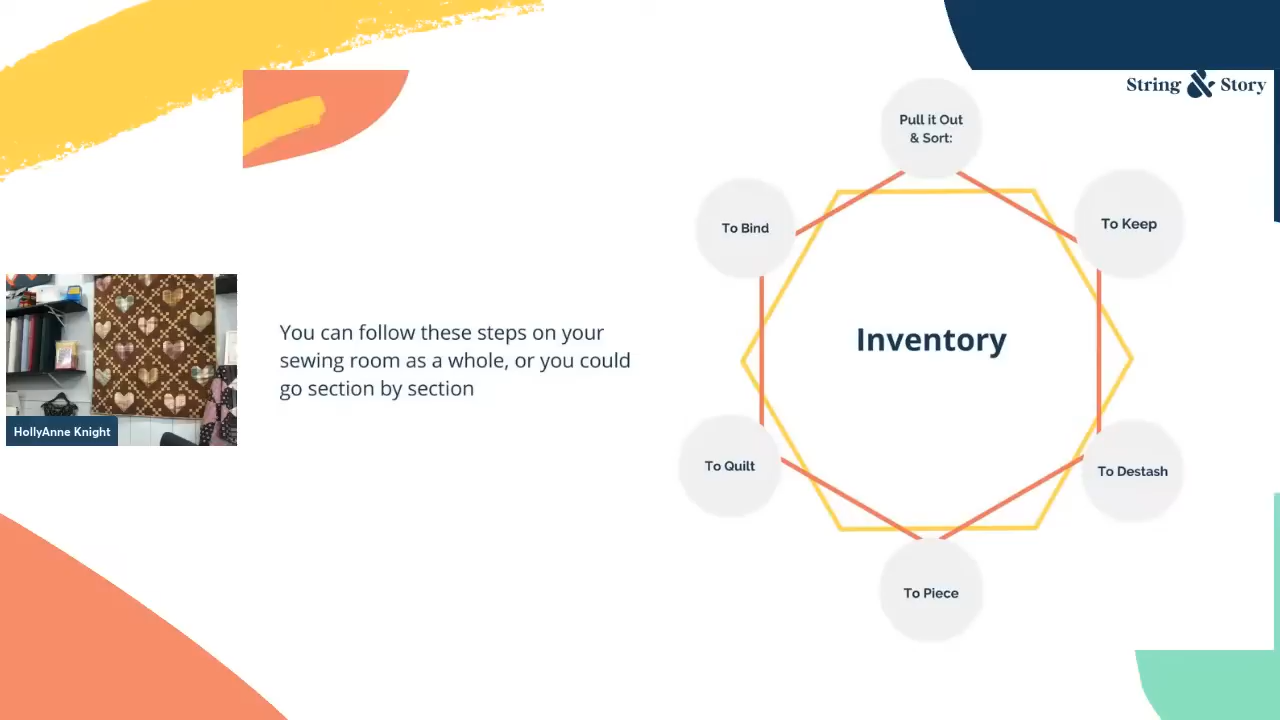 String & Story
Pull it Out
& Sort:
To Bind
To Keep
Inventory
You can follow these steps on your
sewing room as a whole, or you could
go section by section
HollyAnne Knight
To Quilt
To Destash
To Piece